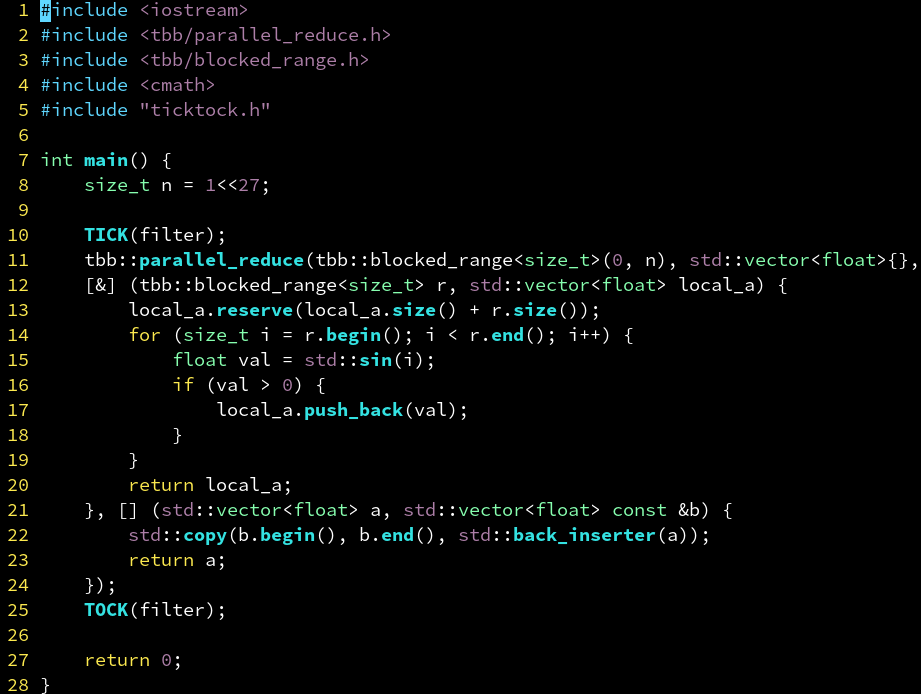 1 #include <iostream>
2 #include <tbb/parallel_reduce.h>
3 #include <tbb/blocked_range.h>
4 #include <cmath>
5 #include "ticktock.h"
6
7 int main() {
8     size_t n = 1<<27;
9
10     TICK(filter);
11     tbb::parallel_reduce(tbb::blocked_range<size_t>(0, n), std::vector<float>{},
12     [&] (tbb::blocked_range<size_t> r, std::vector<float> local_a) {
13         local_a.reserve(local_a.size() + r.size());
14         for (size_t i = r.begin(); i < r.end(); i++) {
15             float val = std::sin(i);
16             if (val > 0) {
17                 local_a.push_back(val);
18             }
19         }
20         return local_a;
21     }, [] (std::vector<float> a, std::vector<float> const &b) {
22         std::copy(b.begin(), b.end(), std::back_inserter(a));
23         return a;
24     });
25     TOCK(filter);
26
27     return 0;
28 }